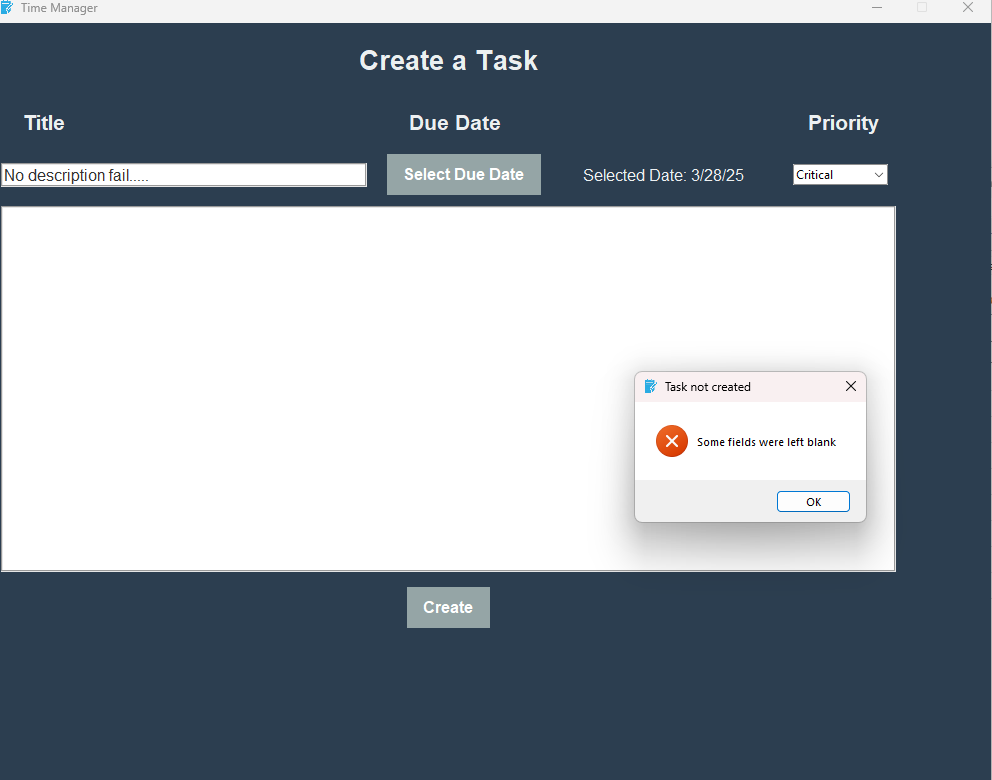 Time Manager
Create a Task
Title Due Date Priority
No description fail..... Select Due Date Selected Date: 3/28/25 Critical
Task not created
Some fields were left blank
OK
Create